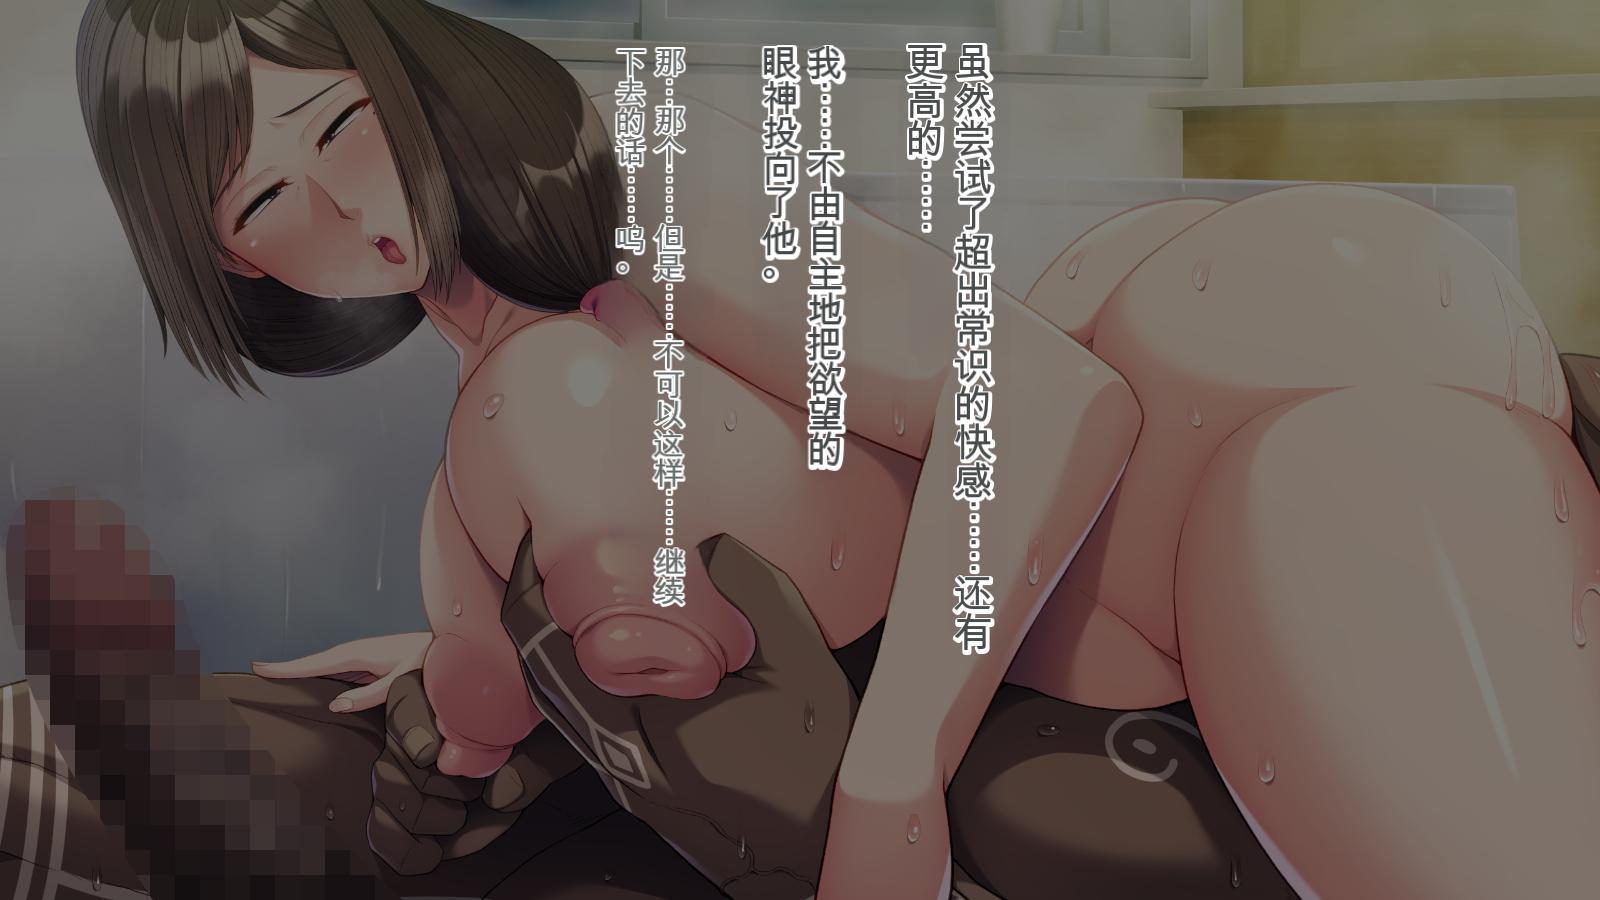 虽然尝试了超出常识的快感……还有
更高的……
我……不由自主地把欲望的
眼神投向了他。
那…那个……但是……不可以这样……继续
下去的话……呜。